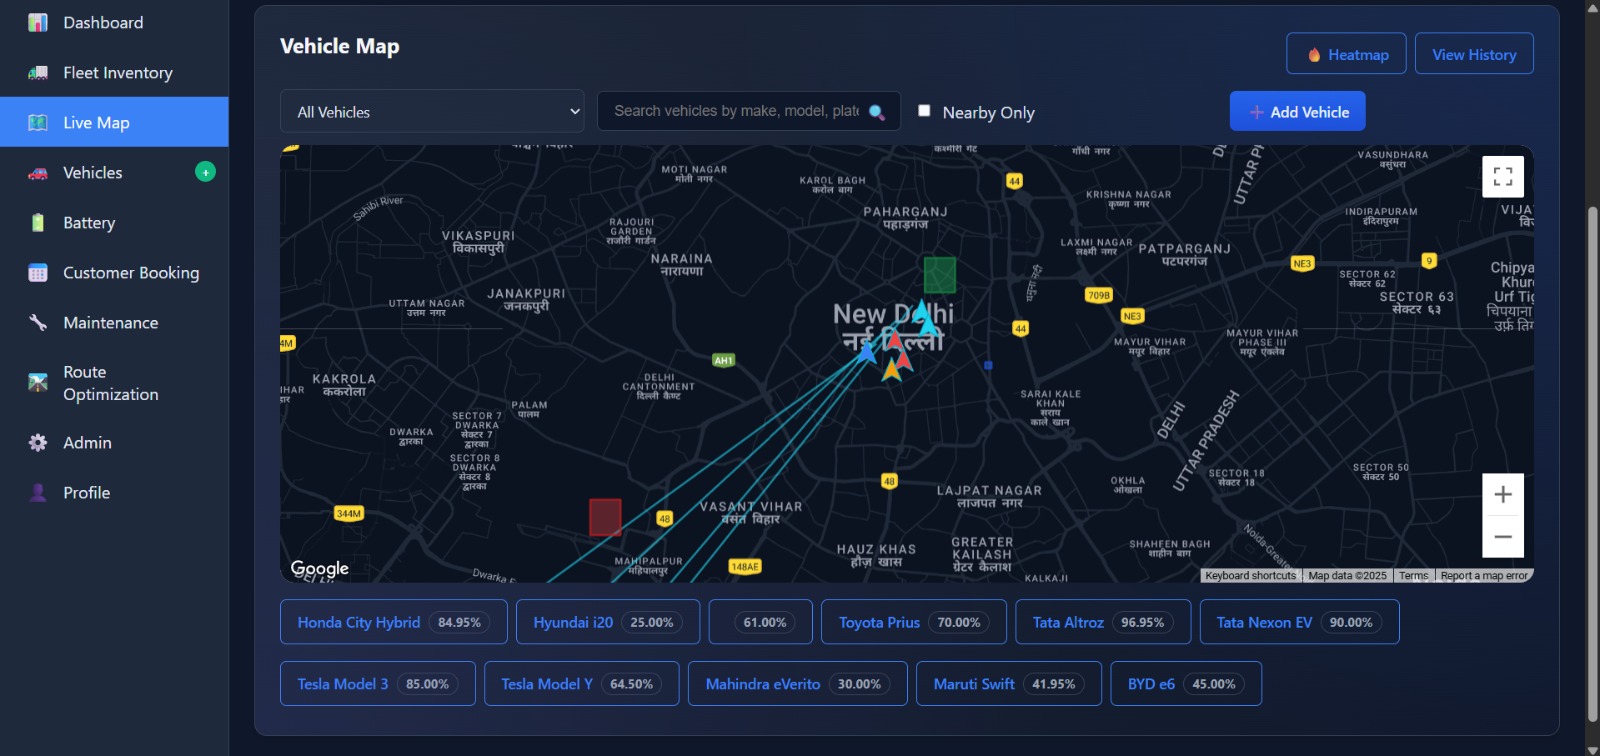 Dashboard
Fleet Inventory
Live Map
Vehicles
+
Battery
Customer Booking
Maintenance
Route
Optimization
Admin
Profile
Vehicle Map
Heatmap
View History
All Vehicles
Search vehicles by make, model, plate
Nearby Only
Add Vehicle
MOTI NAGAR
मोती नगर
KAROL BAGH
करोल बाग
कश्मीरी गेट
गाँधी नगर
44
VASUNDHARA
वसुंधरा
Sahibi River
RAJOURI
GARDEN
राजौरी गार्डन
PAHARGANJ
पहाड़गंज
KRISHNA NAGAR
कृष्णा नगर
INDIRAPURAM
इंदिरापुरम
VIKASPURI
विकासपुरी
NARAINA
नारायणा
LAXMI NAGAR
लक्ष्मी नगर
PATPARGANJ
पटपरगंज
NE3
9
SECTOR 62
सेक्टर 62
UTTAM NAGAR
उत्तम नगर
JANAKPURI
जनकपुरी
यमुना नदी
709B
SECTOR 63
सेक्टर ६३
New Delhi
नई दिल्ली
44
NE3
MAYUR VIHAR
मयूर विहार
MAYUR VIHAR
PHASE III
मयूर एंक्लेव
4M
AH1
KAKROLA
ककरोला
DELHI
CANTONMENT
दिल्ली कैण्ट
PALAM
पालम
SARAI KALE
KHAN
सराय
काले खान
DELHI
UTTAR PRADESH
SECTOR 7
DWARKA
सेक्टर 7
द्वारका
DWARKA
द्वारका
SECTOR 8
DWARKA
सेक्टर 8
द्वारका
48
LAJPAT NAGAR
लाजपत नगर
OKHLA
ओखला
SECTOR 18
सेक्टर 18
SECTOR 50
सेक्टर 50
344M
48
VASANT VIHAR
वसंत विहार
MAHIPALPUR
महिपालपुर
148AE
HAUZ KHAS
हौज़ खास
GREATER
KAILASH
ग्रेटर कैलाश
SHAHEEN BAGH
शाहीन बाग
KALKAJI
Google
Keyboard shortcuts
Map data ©2025
Terms
Report a map error
Honda City Hybrid 84.95%
Hyundai i20 25.00%
61.00%
Toyota Prius 70.00%
Tata Altroz 96.95%
Tata Nexon EV 90.00%
Tesla Model 3 85.00%
Tesla Model Y 64.50%
Mahindra eVerito 30.00%
Maruti Swift 41.95%
BYD e6 45.00%